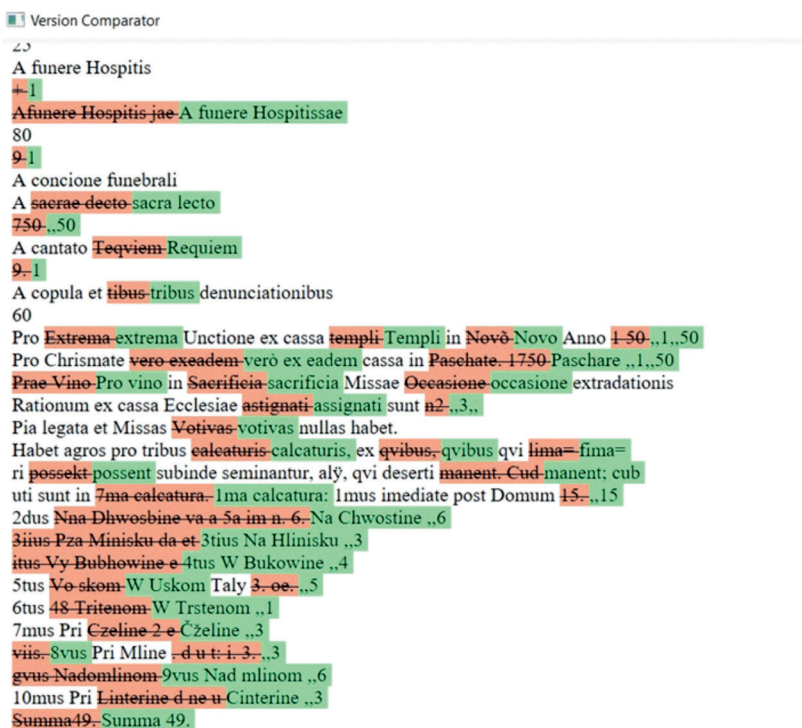 Version Comparator
25
A funere Hospitis
+ 1
Afunere Hospitis jae A funere Hospitissae
80
9 1
A concione funebrali
A sacrae decto sacra lecto
750 ,,50
A cantato Teqviem Requiem
9. 1
A copula et tibus tribus denunciationibus
60
Pro Extrema extrema Unctione ex cassa templi Templi in Novõ Novo Anno 1 50 ,,1,,50
Pro Chrismate vero exeadem verò ex eadem cassa in Paschate. 1750 Paschare ,,1,,50
Prae Vino Pro vino in Sacrificia sacrificia Missae Occasione occasione extradationis
Rationum ex cassa Ecclesiae astignati assignati sunt n2 ,,3,,
Pia legata et Missas Votivas votivas nullas habet.
Habet agros pro tribus calcaturis calcaturis, ex qvibus, qvibus qvi lima= fima=
ri possekt possent subinde seminantur, alÿ, qvi deserti manent. Cud manent; cub
uti sunt in 7ma calcatura. 1ma calcatura: 1mus imediate post Domum 15. ,,15
2dus Nna Dhwosbine va a 5a im n. 6. Na Chwostine ,,6
3iius Pza Minisku da et 3tius Na Hlinisku ,,3
itus Vy Bubhowine e 4tus W Bukowine ,,4
5tus Vo skom W Uskom Taly 3. oe. ,,5
6tus 48 Tritenom W Trstenom ,,1
7mus Pri Czeline 2 e Čželine ,,3
viis. 8vus Pri Mline . d u t: i. 3. ,,3
gvus Nadomlinom 9vus Nad mlinom ,,6
10mus Pri Linterine d ne u Cinterine ,,3
Summa49. Summa 49.